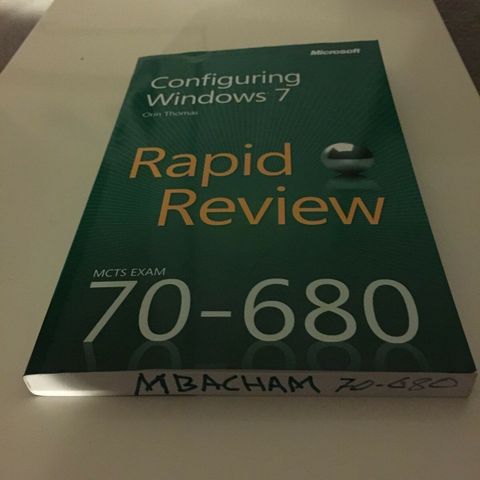 Microsoft
Configuring
Windows 7
Orin Thomas
Rapid
Review
MCTS EXAM
70-680
MBACHAM 70-680